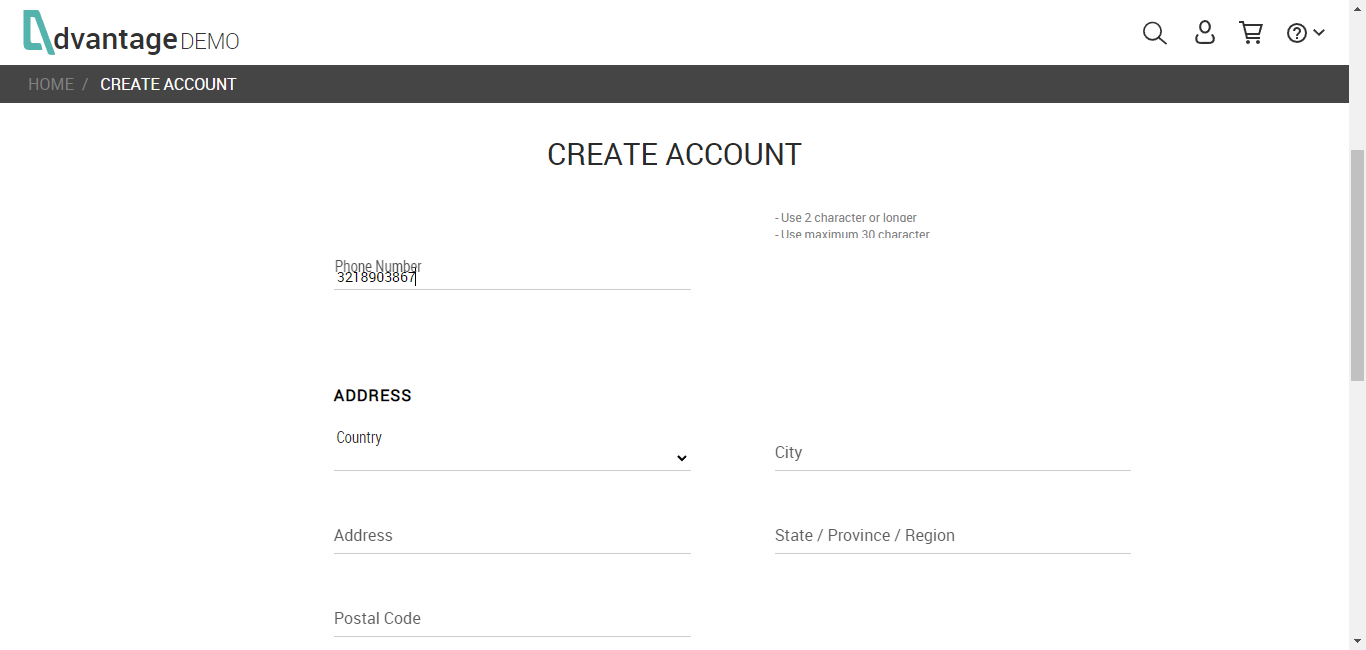 dvantage DEMO
HOME / CREATE ACCOUNT
CREATE ACCOUNT
- Use 2 character or longer
- Use maximum 30 character
Phone Number
3218903867
ADDRESS
Country
City
Address
State / Province / Region
Postal Code